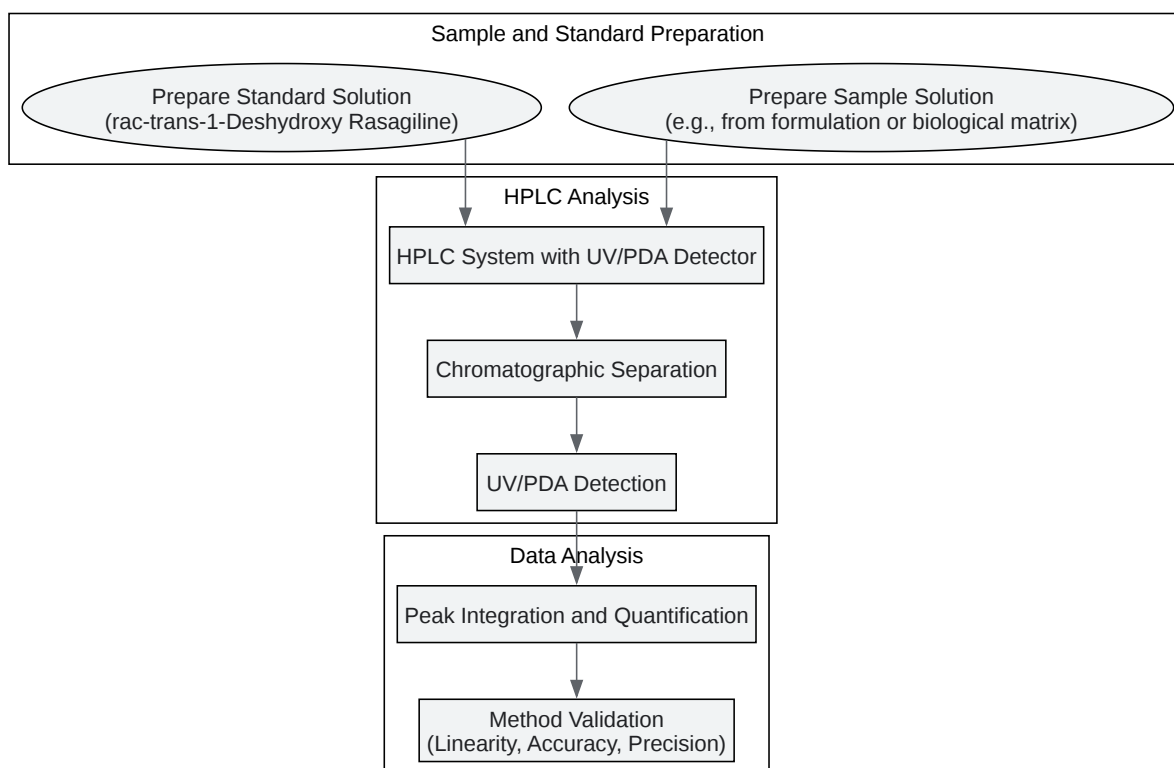 Sample and Standard Preparation
Prepare Standard Solution
(rac-trans-1-Deshydroxy Rasagiline)
Prepare Sample Solution
(e.g., from formulation or biological matrix)
HPLC Analysis
HPLC System with UV/PDA Detector
Chromatographic Separation
UV/PDA Detection
Data Analysis
Peak Integration and Quantification
Method Validation
(Linearity, Accuracy, Precision)